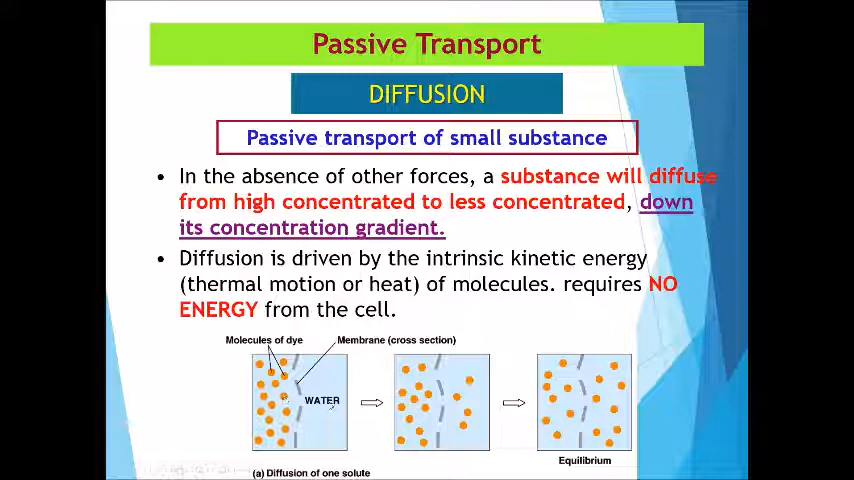 Passive Transport
DIFFUSION
Passive transport of small substance
• In the absence of other forces, a substance will diffuse
from high concentrated to less concentrated, down
its concentration gradient.
• Diffusion is driven by the intrinsic kinetic energy
(thermal motion or heat) of molecules. requires NO
ENERGY from the cell.
Molecules of dye
Membrane (cross section)
WATER
Equilibrium
(a) Diffusion of one solute